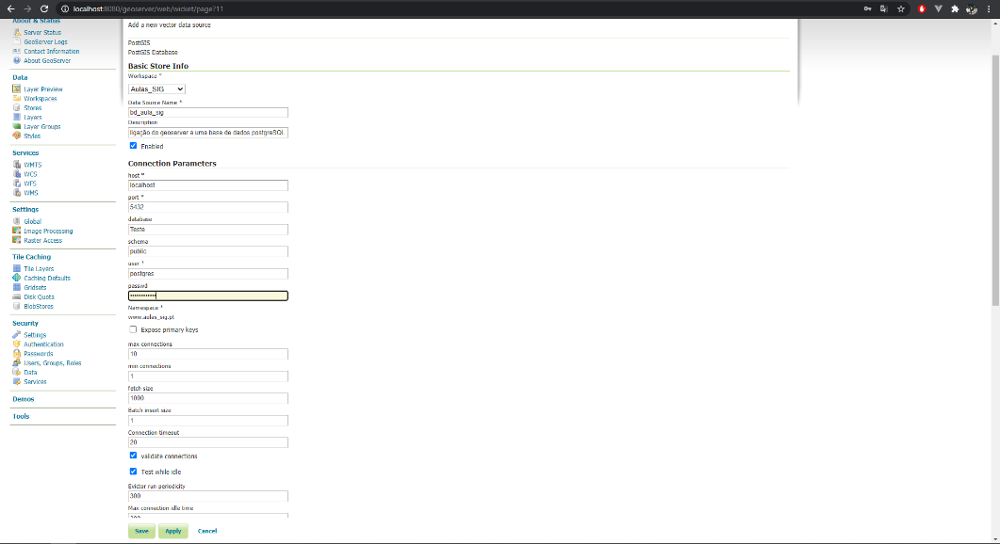 localhost:8080/geoserver/web/wicket/page?11
About & Status
Server Status
GeoServer Logs
Contact Information
About GeoServer
Data
Layer Preview
Workspaces
Stores
Layers
Layer Groups
Styles
Services
WMTS
WCS
WFS
WMS
Settings
Global
Image Processing
Raster Access
Tile Caching
Tile Layers
Caching Defaults
Gridsets
Disk Quota
BlobStores
Security
Settings
Authentication
Passwords
Users, Groups, Roles
Data
Services
Demos
Tools
Add a new vector data source
PostGIS
PostGIS Database
Basic Store Info
Workspace *
Aulas_SIG
Data Source Name *
bd_aula_sig
Description
ligação do geoserver a uma base de dados postgreSQL
Enabled
Connection Parameters
host *
localhost
port *
5432
database
Teste
schema
public
user *
postgres
passwd
••••••••••••
Namespace *
www.aulas_sig.pt
Expose primary keys
max connections
10
min connections
1
fetch size
1000
Batch insert size
1
Connection timeout
20
validate connections
Test while idle
Evictor run periodicity
300
Max connection idle time
300
Save Apply Cancel